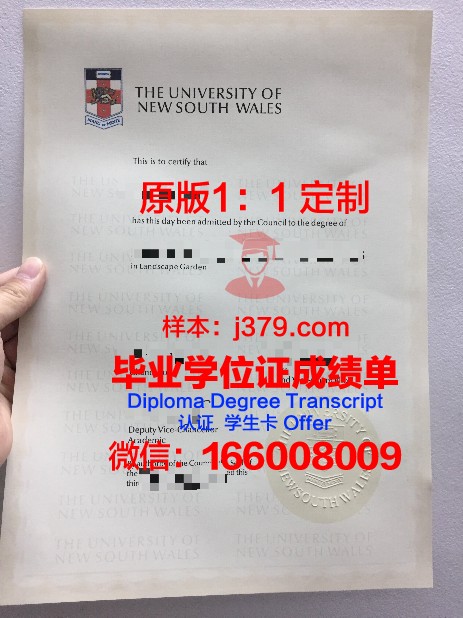 THE UNIVERSITY OF
NEW SOUTH WALES
This is to certify that
原版1：1 定制
has this day been admitted by the Council to the degree of
in Landscape Garden
样本：j379.com
毕业学位证成绩单
Diploma Degree Transcript
认证 学生卡 Offer
Deputy Vice-Chancellor
Academic
微信：166008009